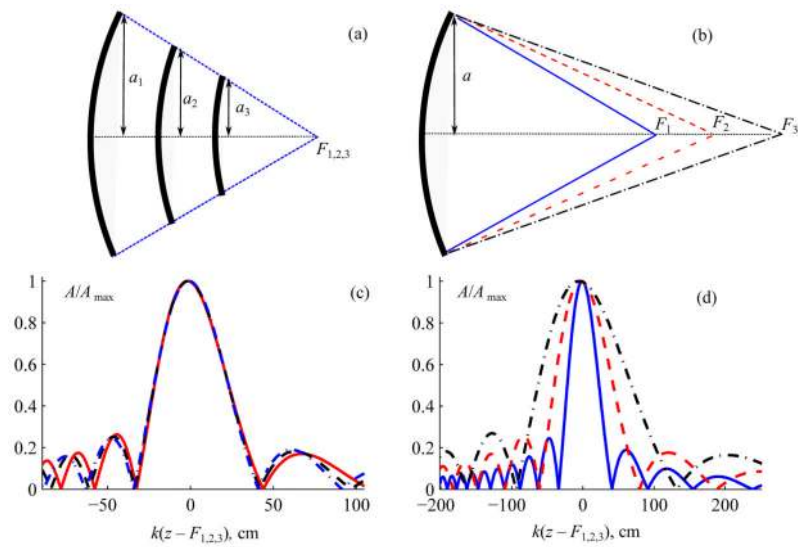 (a)
a1
a2
a3
F1,2,3
(b)
a
F1
F2
F3
A/A max
(c)
1
0.8
0.6
0.4
0.2
0
−50
0
50
100
k(z − F1,2,3), cm
A/A max
(d)
1
0.8
0.6
0.4
0.2
0
−200
−100
0
100
200
k(z − F1,2,3), cm